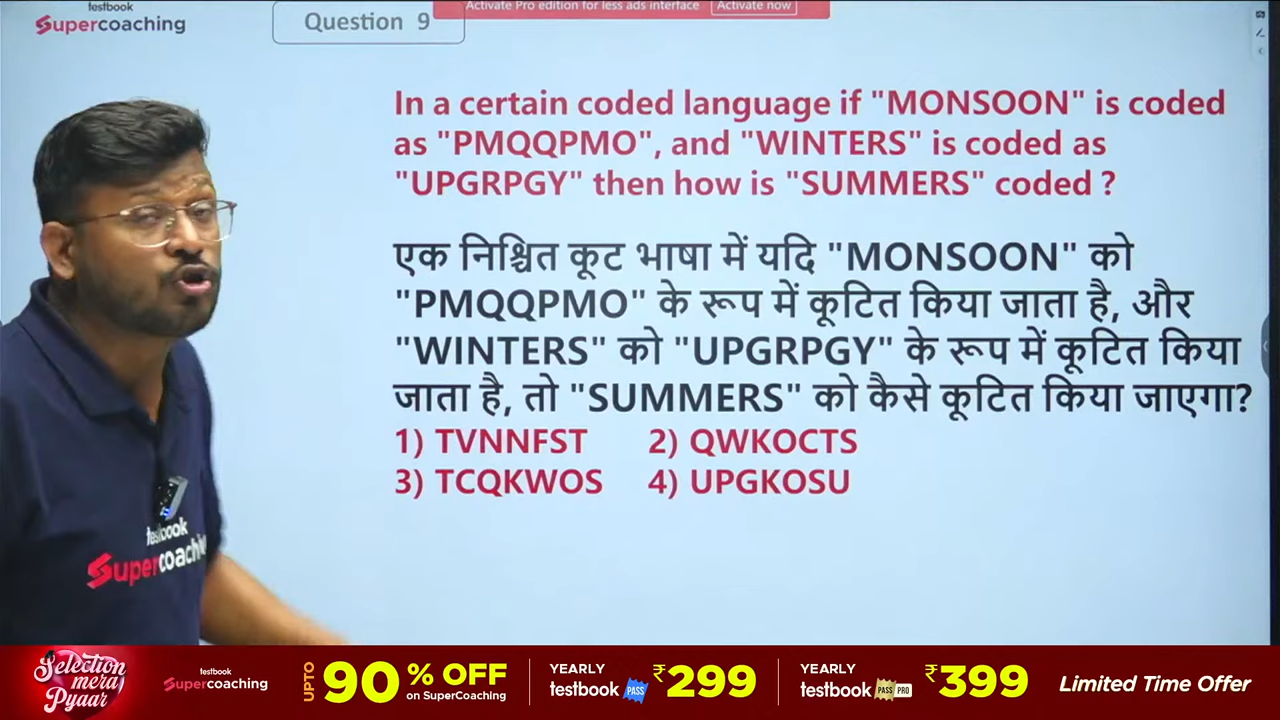 testbook
Supercoaching
Question 9
Activate Pro edition for less ads interface Activate now
In a certain coded language if "MONSOON" is coded
as "PMQQPMO", and "WINTERS" is coded as
"UPGRPGY" then how is "SUMMERS" coded ?
एक निश्चित कूट भाषा में यदि "MONSOON" को
"PMQQPMO" के रूप में कूटित किया जाता है, और
"WINTERS" को "UPGRPGY" के रूप में कूटित किया
जाता है, तो "SUMMERS" को कैसे कूटित किया जाएगा?
1) TVNNFST 2) QWKOCTS
3) TCQKWOS 4) UPGKOSU
testbook
Supercoaching
Selection
mera
Pyaar
testbook
Supercoaching
UPTO 90 % OFF
on SuperCoaching
YEARLY
testbook PASS ₹299
YEARLY
testbook PASS PRO ₹399
Limited Time Offer